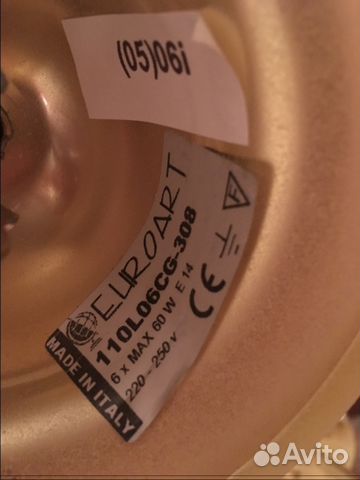 (05)06i
EUROART
110L06CG-308
6 x MAX 60 W E 14
220-250 V
MADE IN ITALY
F
CE
Avito